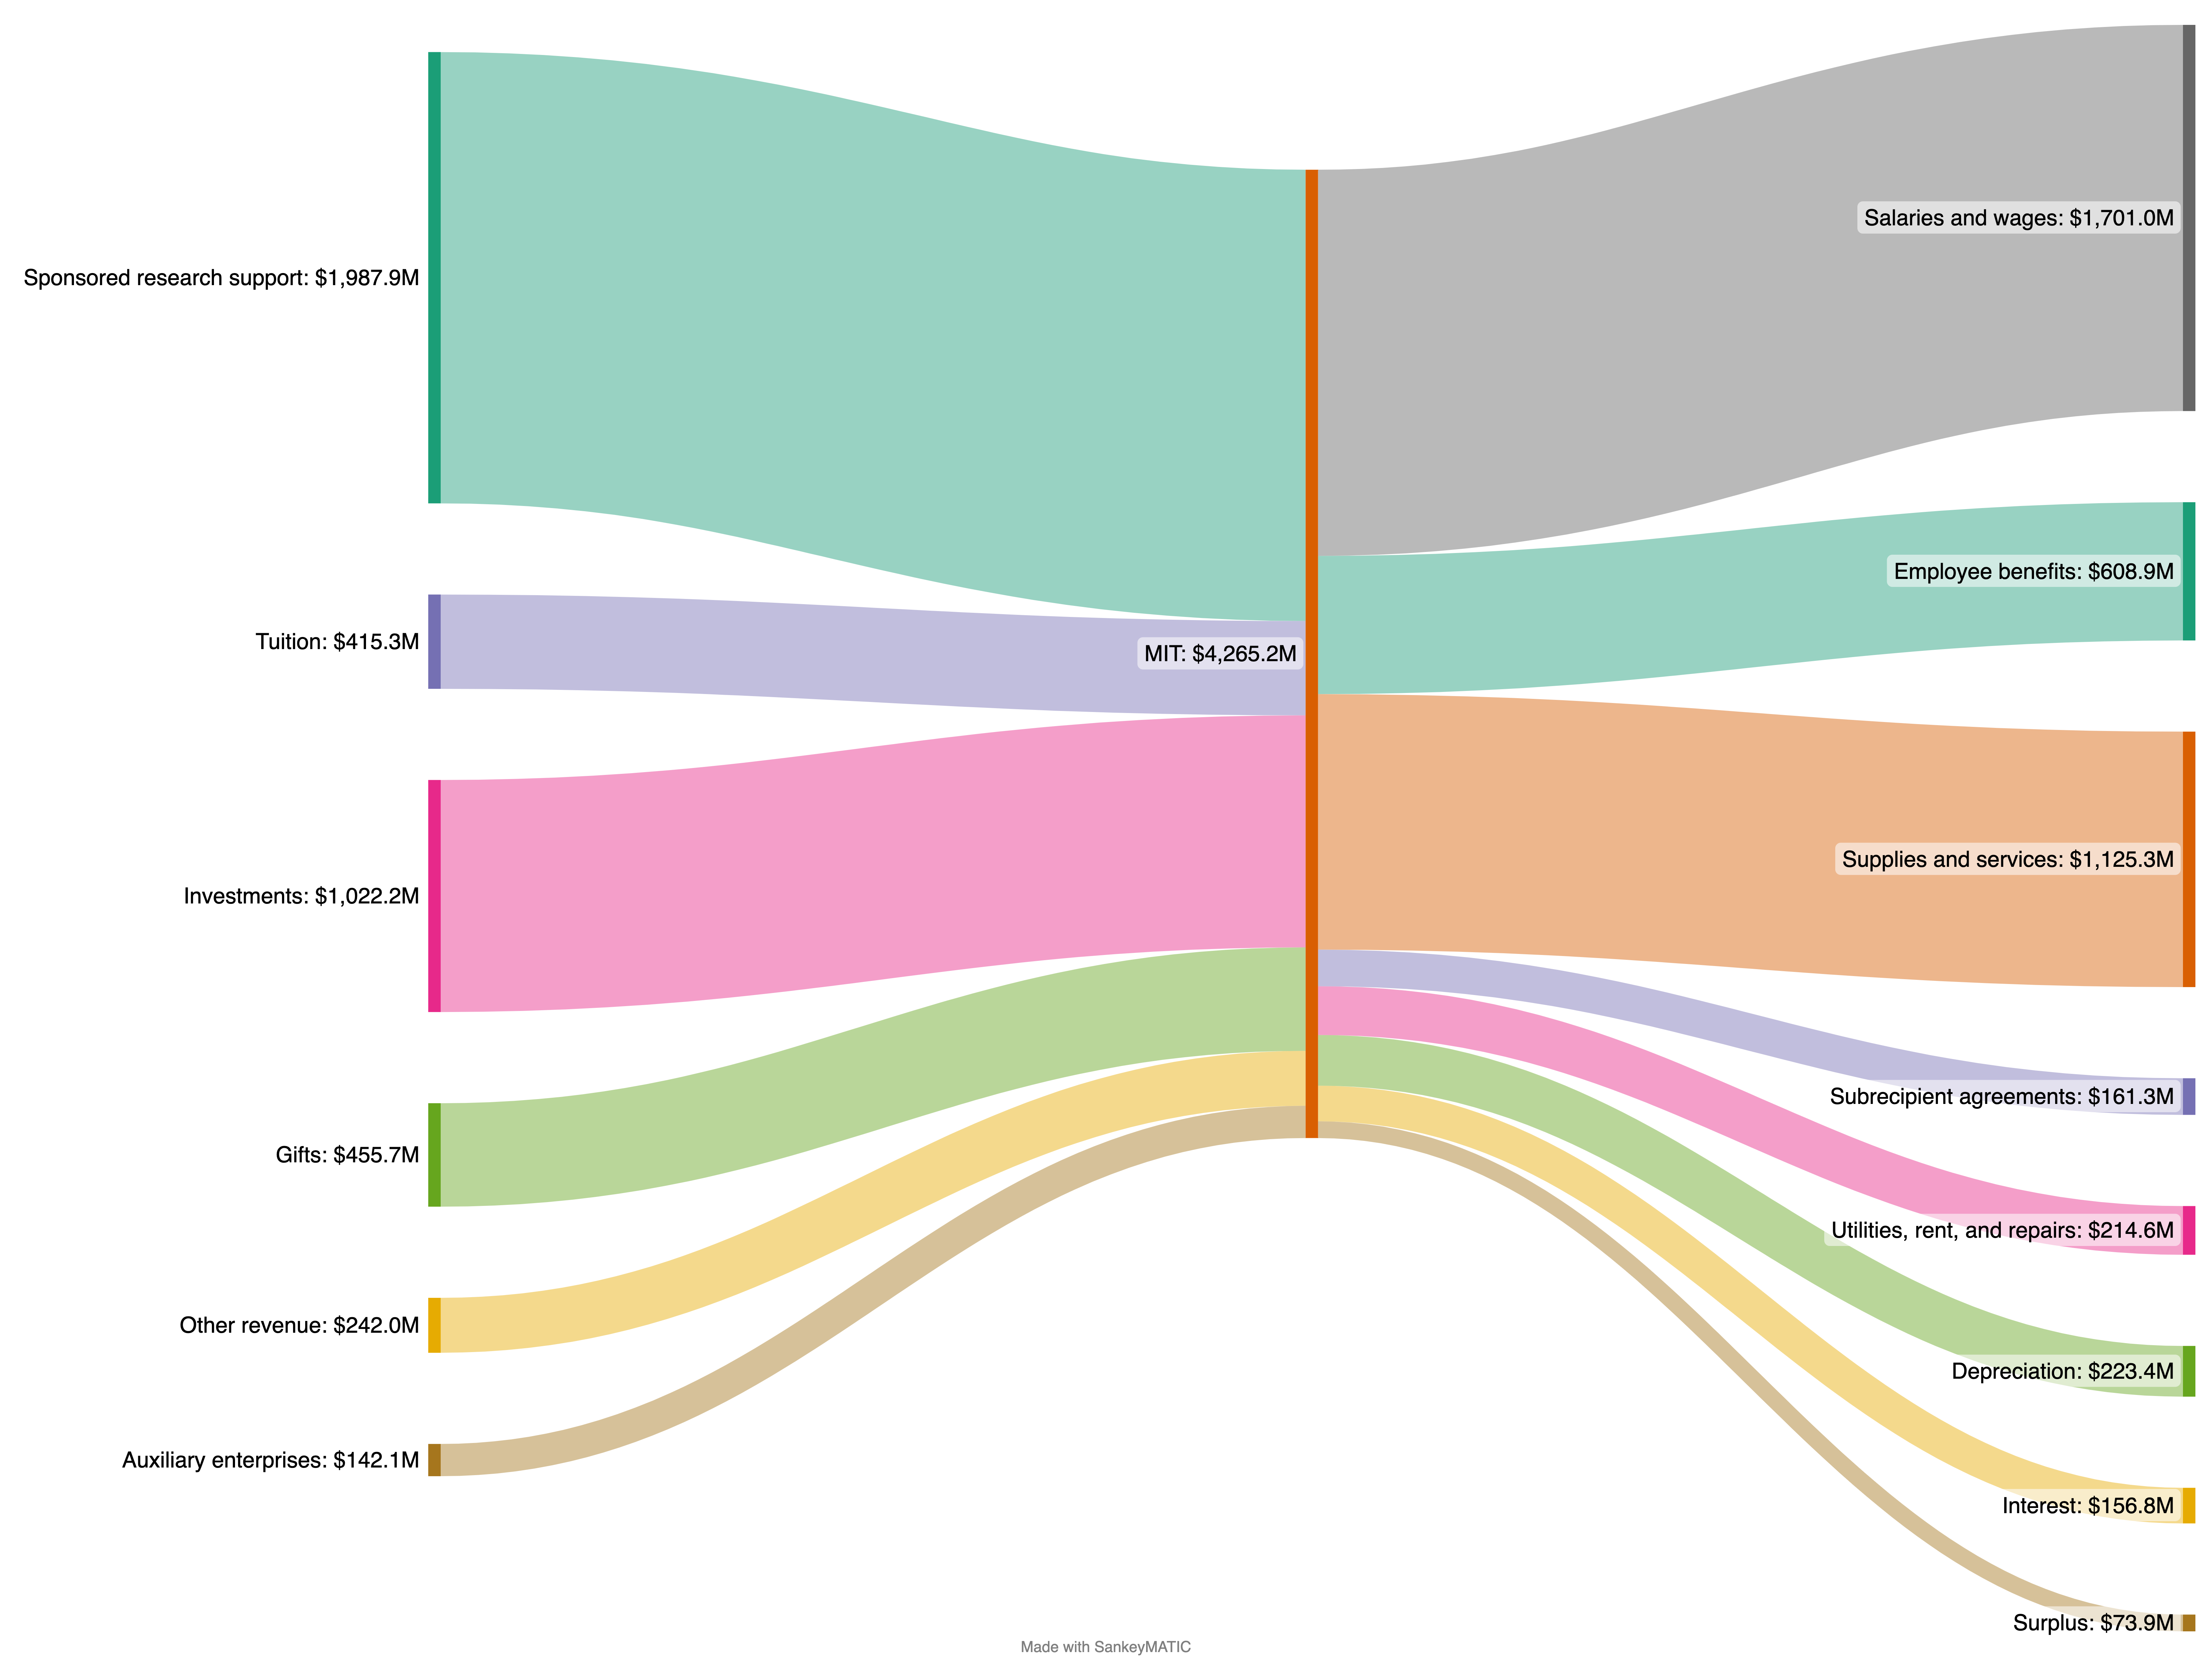 Sponsored research support: $1,987.9M
Tuition: $415.3M
Investments: $1,022.2M
Gifts: $455.7M
Other revenue: $242.0M
Auxiliary enterprises: $142.1M
MIT: $4,265.2M
Salaries and wages: $1,701.0M
Employee benefits: $608.9M
Supplies and services: $1,125.3M
Subrecipient agreements: $161.3M
Utilities, rent, and repairs: $214.6M
Depreciation: $223.4M
Interest: $156.8M
Surplus: $73.9M
Made with SankeyMATIC